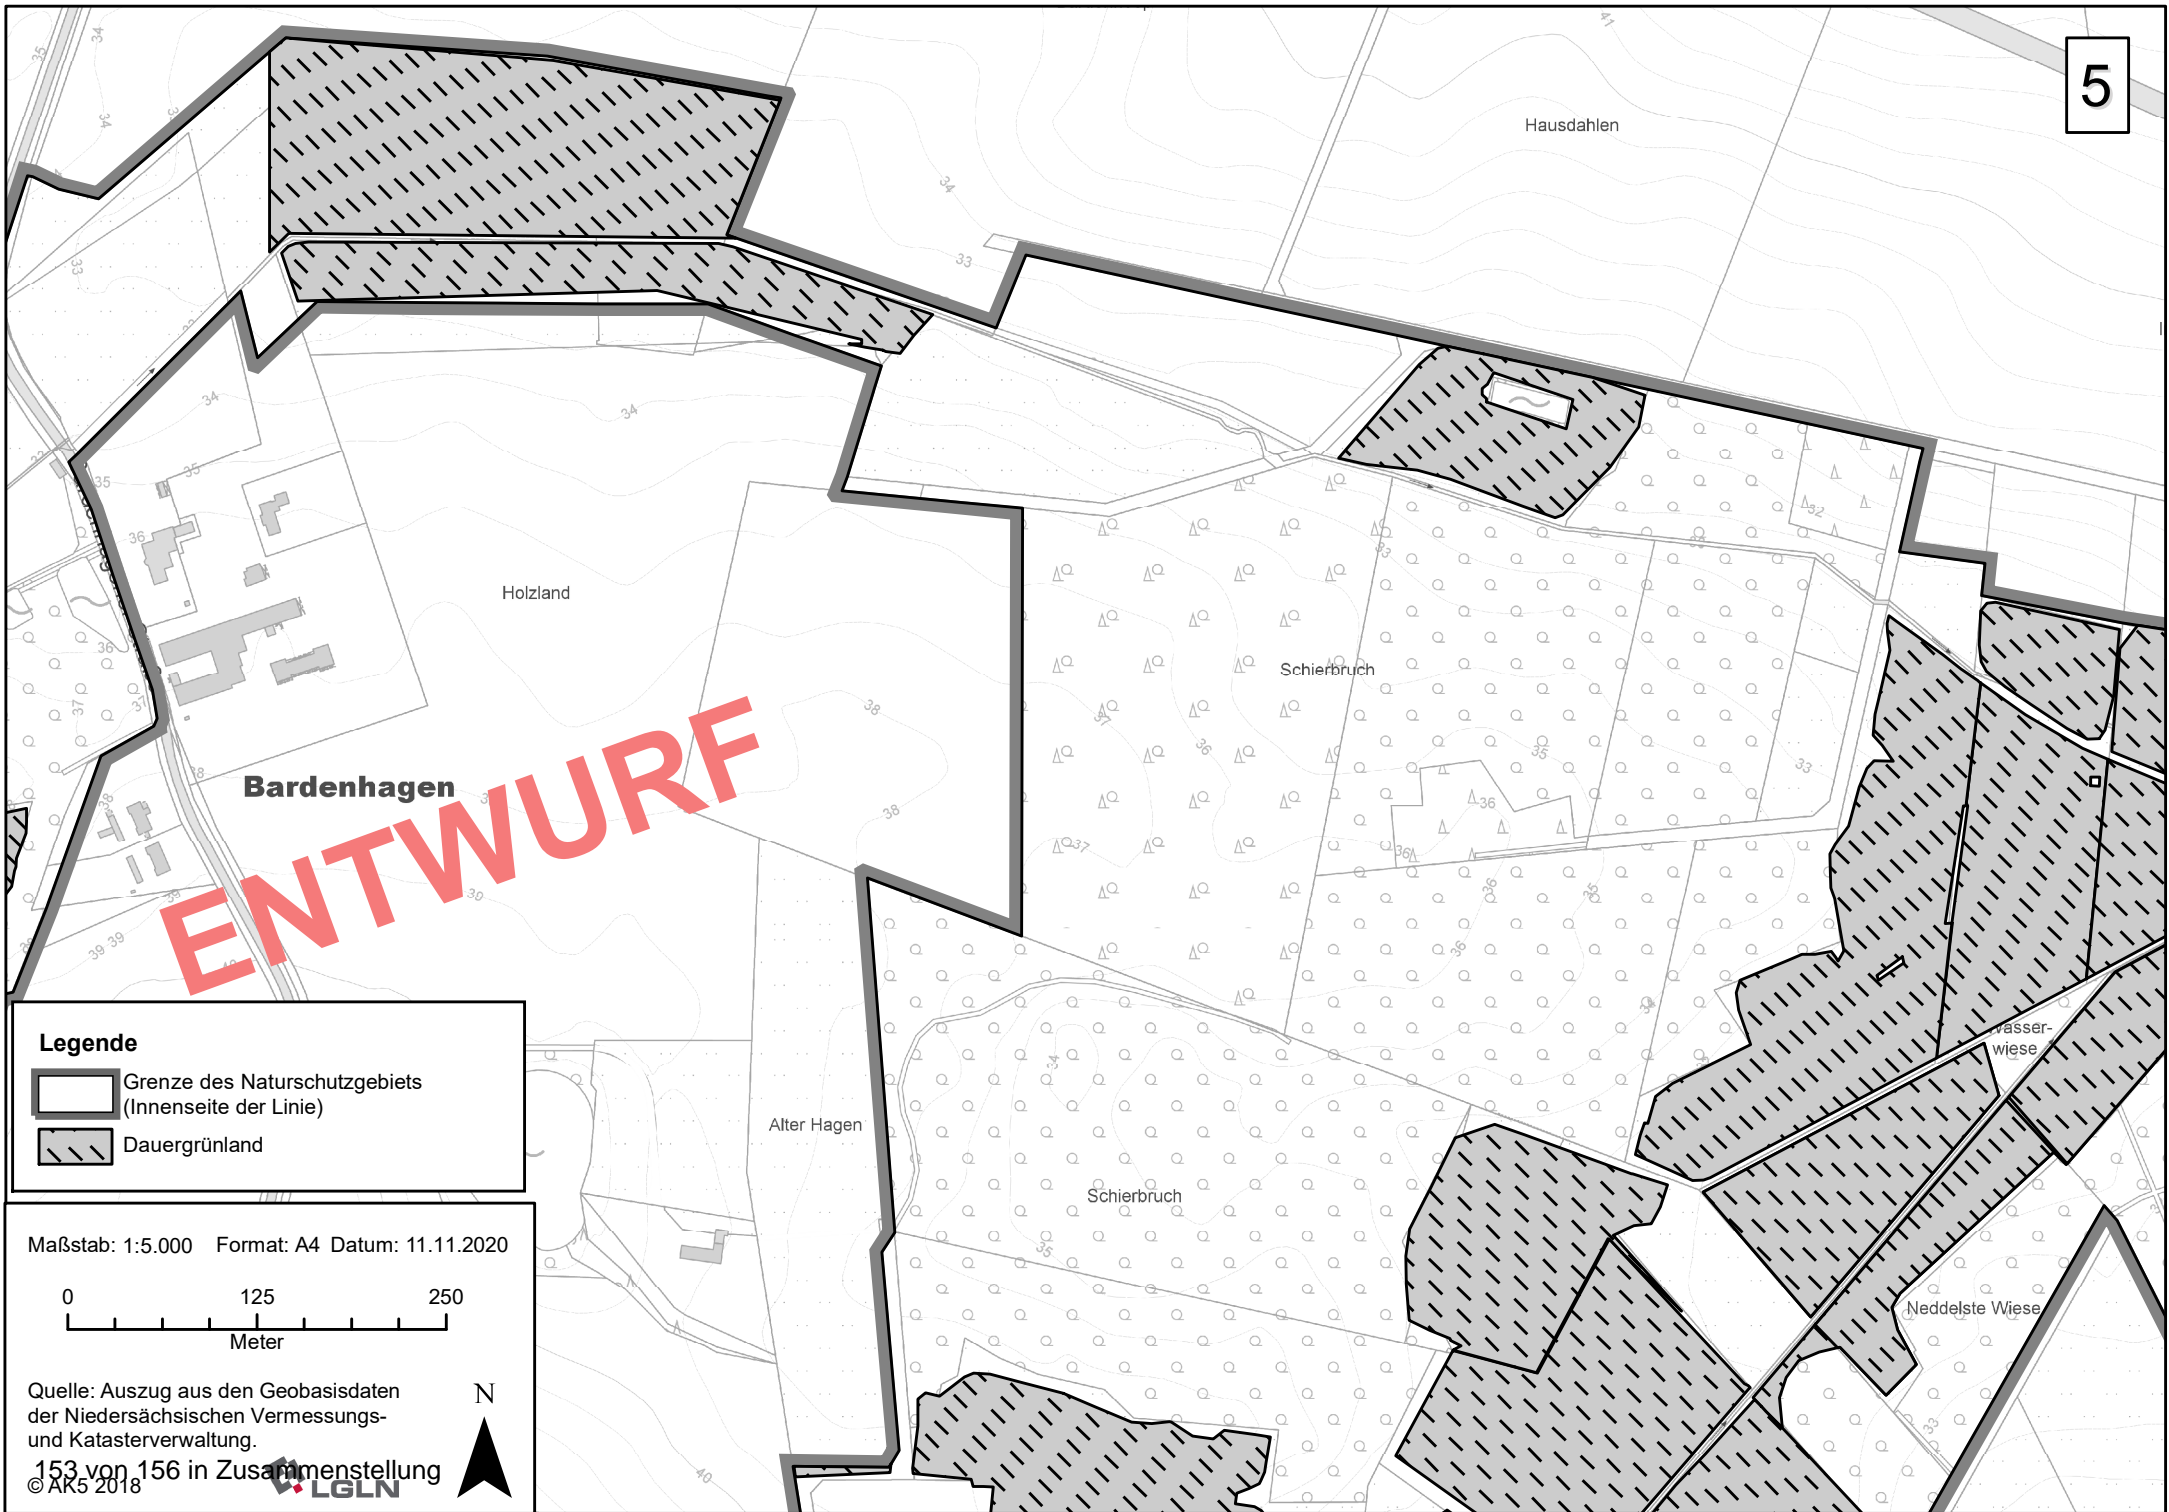 5
Hausdahlen
Holzland
Schierbruch
Bardenhagen
ENTWURF
Wasser-
wiese
Alter Hagen
Schierbruch
Neddelste Wiese
Legende
Grenze des Naturschutzgebiets
(Innenseite der Linie)
Dauergrünland
Maßstab: 1:5.000 Format: A4 Datum: 11.11.2020
0 125 250
Meter
Quelle: Auszug aus den Geobasisdaten
der Niedersächsischen Vermessungs-
und Katasterverwaltung.
N
153 von 156 in Zusammenstellung
© AK5 2018
LGLN